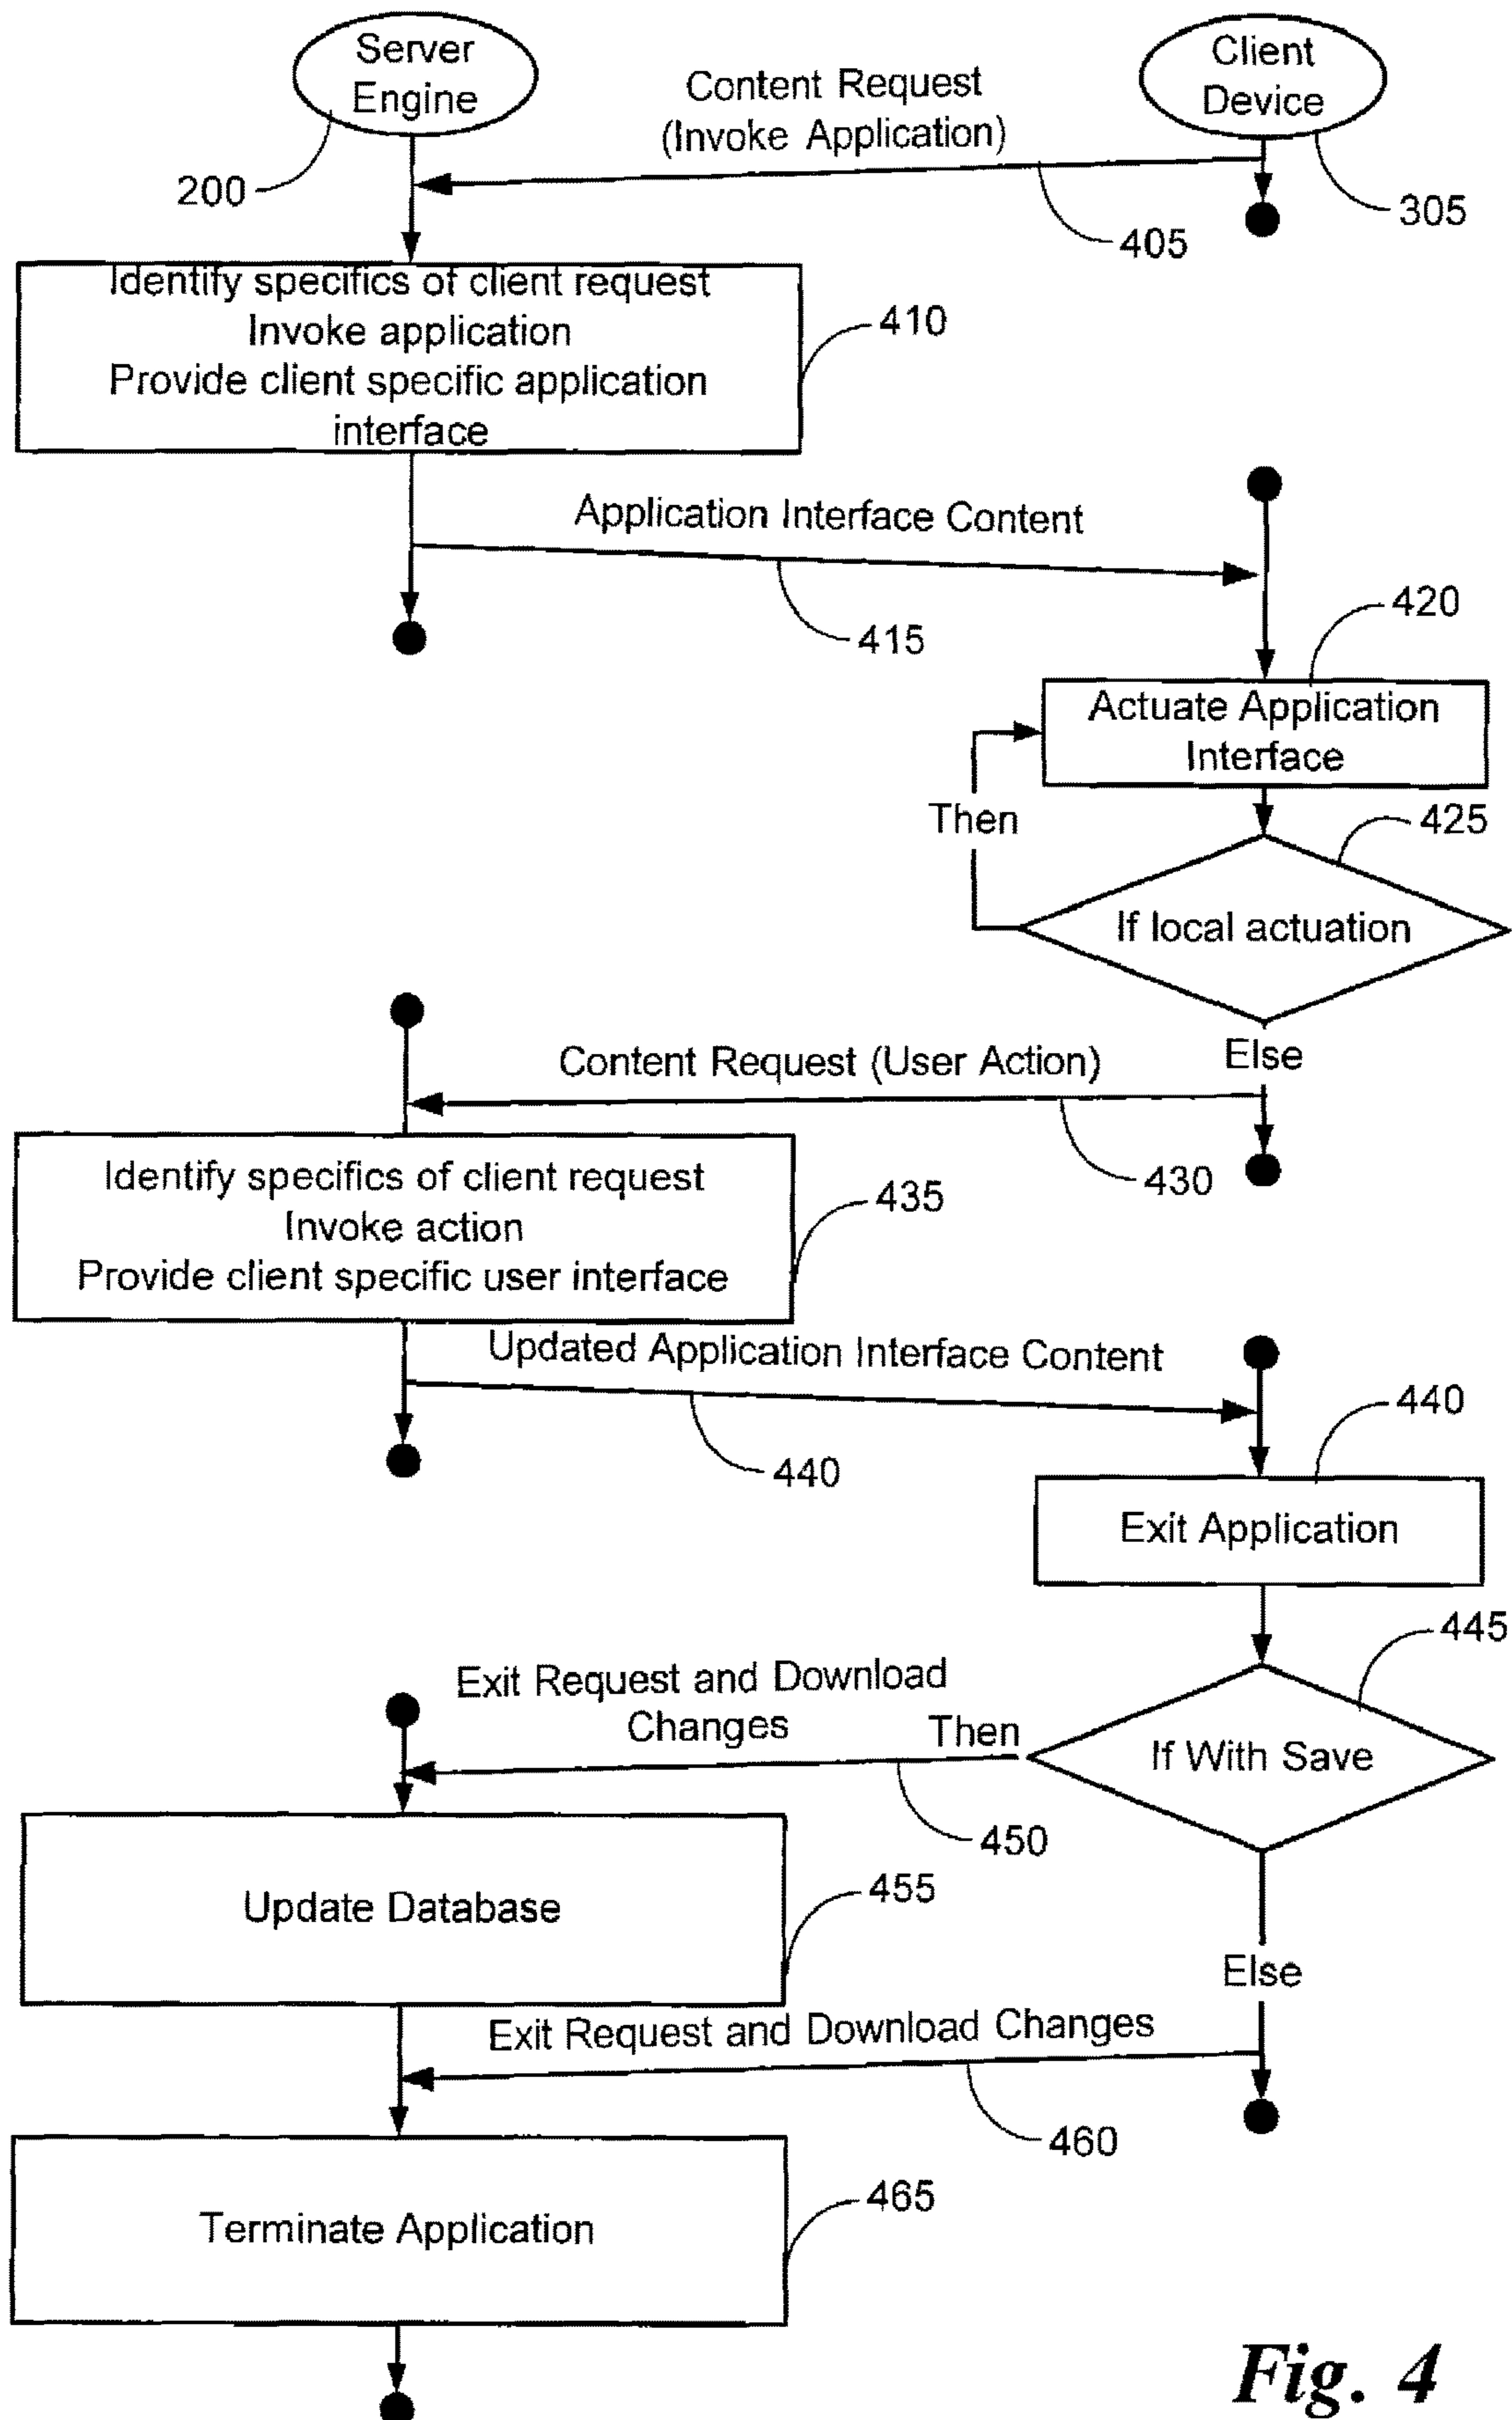 Server
Engine
Client
Device
Content Request
(Invoke Application)
200
305
405
Identify specifics of client request
Invoke application
Provide client specific application
interface
410
Application Interface Content
415
420
Actuate Application
Interface
Then
425
If local actuation
Else
Content Request (User Action)
430
Identify specifics of client request
Invoke action
Provide client specific user interface
435
Updated Application Interface Content
440
440
Exit Application
445
Exit Request and Download
Changes
Then
If With Save
450
Update Database
455
Else
Exit Request and Download Changes
460
Terminate Application
465
Fig. 4